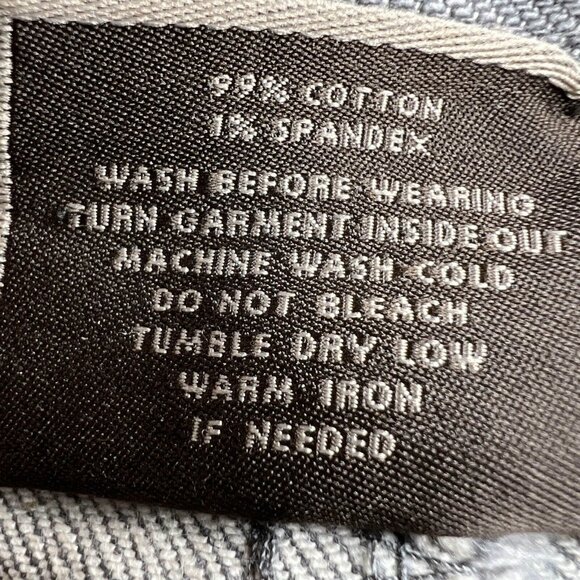 99% COTTON
1% SPANDEX
WASH BEFORE WEARING
TURN GARMENT INSIDE OUT
MACHINE WASH COLD
DO NOT BLEACH
TUMBLE DRY LOW
WARM IRON
IF NEEDED